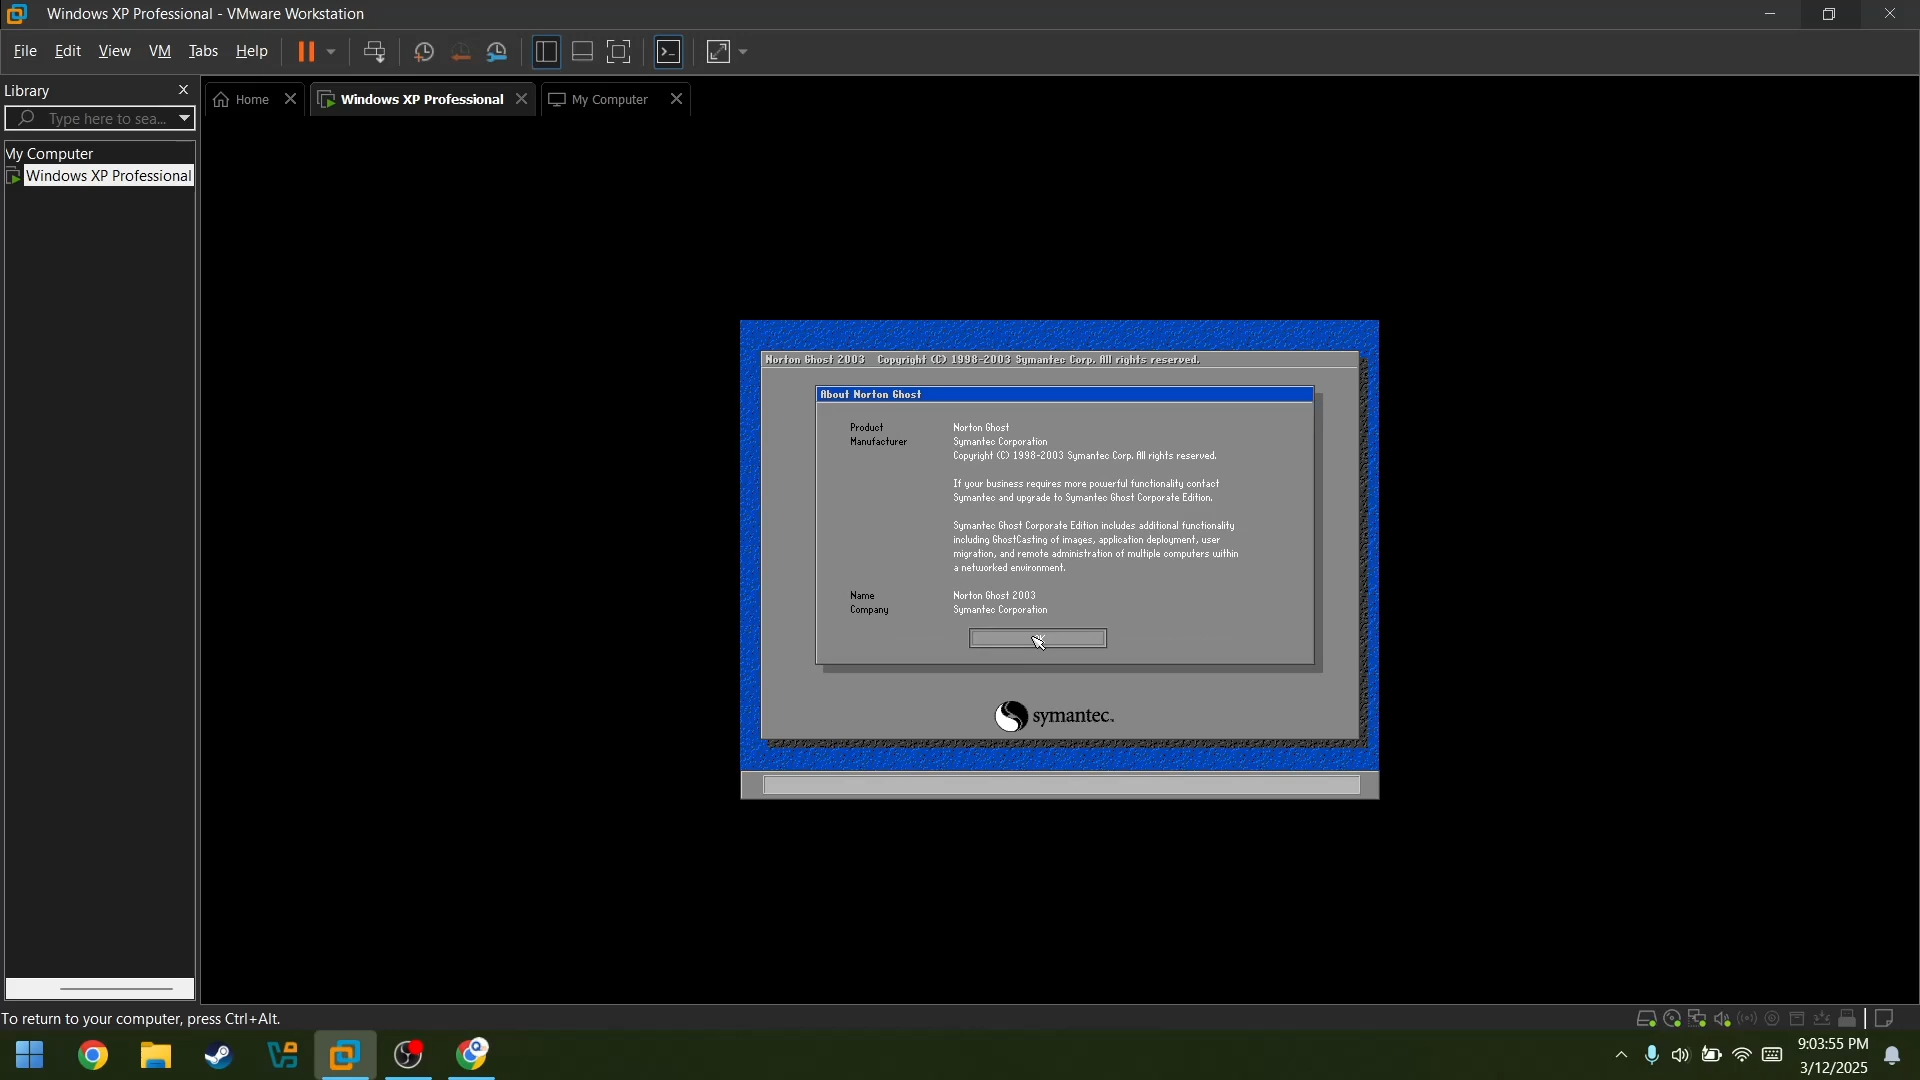 Windows XP Professional - VMware Workstation
File Edit View VM Tabs Help
Library
Home
Windows XP Professional
My Computer
Type here to sea...
My Computer
Windows XP Professional
Norton Ghost 2003 Copyright (C) 1998-2003 Symantec Corp. All rights reserved.
About Norton Ghost
Product Norton Ghost
Manufacturer Symantec Corporation
Copyright (C) 1998-2003 Symantec Corp. All rights reserved.
If your business requires more powerful functionality contact
Symantec and upgrade to Symantec Ghost Corporate Edition.
Symantec Ghost Corporate Edition includes additional functionality
including GhostCasting of images, application deployment, user
migration, and remote administration of multiple computers within
a networked environment.
Name Norton Ghost 2003
Company Symantec Corporation
symantec.
To return to your computer, press Ctrl+Alt.
9:03:55 PM
3/12/2025